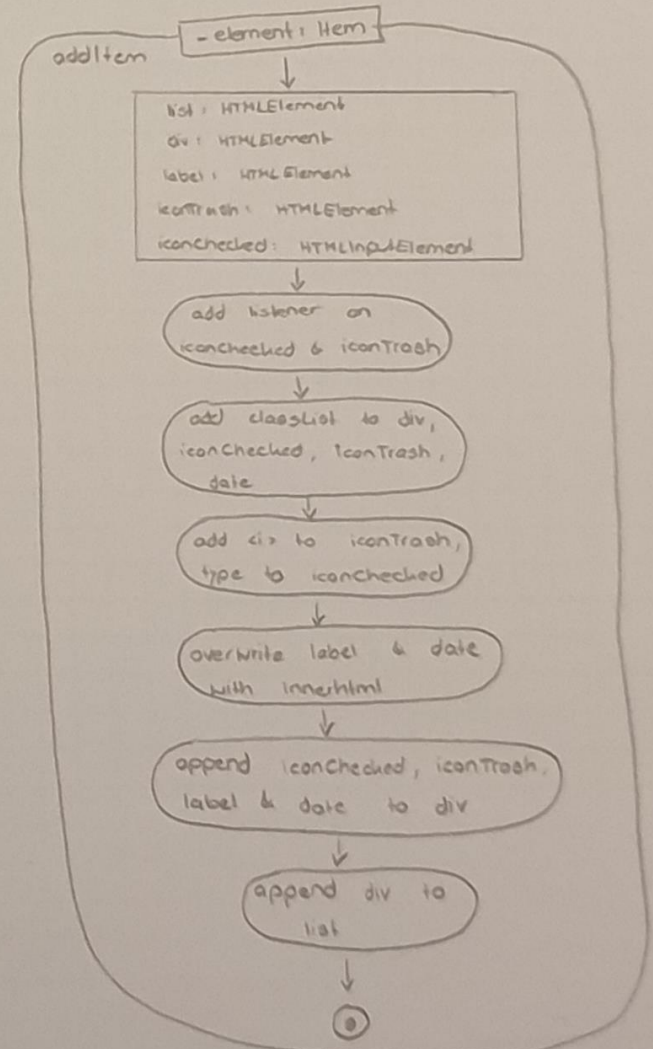 - element: Item
addItem
list: HTMLElement
div: HTMLElement
label: HTMLElement
iconTrash: HTMLElement
iconChecked: HTMLInputElement
add listener on
iconChecked & iconTrash
add classList to div,
iconChecked, IconTrash,
date
add <i> to iconTrash,
type to iconChecked
overwrite label & date
with innerhtml
append iconChecked, iconTrash,
label & date to div
append div to
list